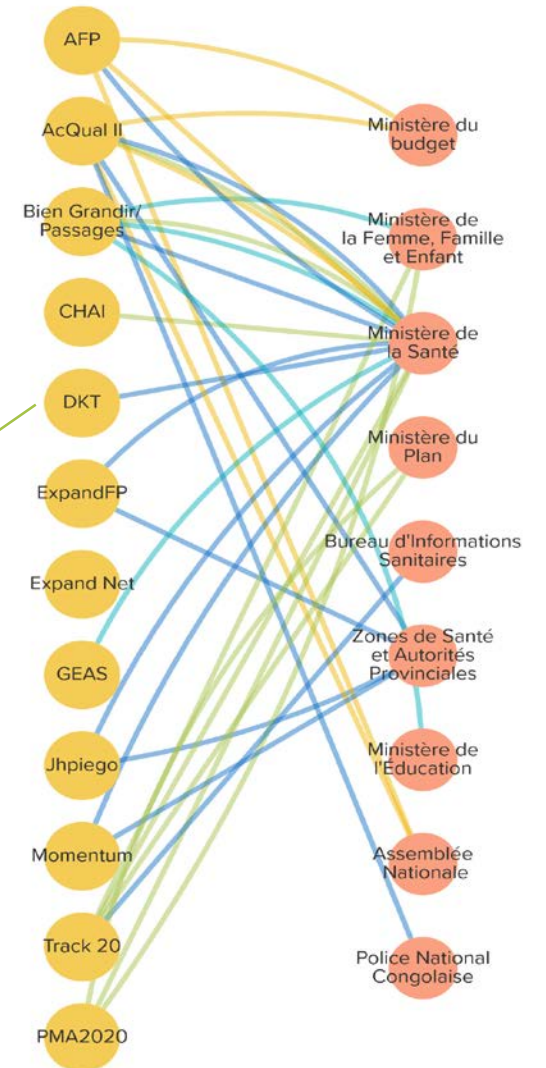 AFP
AcQual II
Bien Grandir/
Passages
CHAI
DKT
ExpandFP
Expand Net
GEAS
Jhpiego
Momentum
Track 20
PMA2020
Ministère du
budget
Ministère de
la Femme, Famille
et Enfant
Ministère de
la Santé
Ministère du
Plan
Bureau d'Informations
Sanitaires
Zones de Santé
et Autorités
Provinciales
Ministère de
l'Éducation
Assemblée
Nationale
Police National
Congolaise